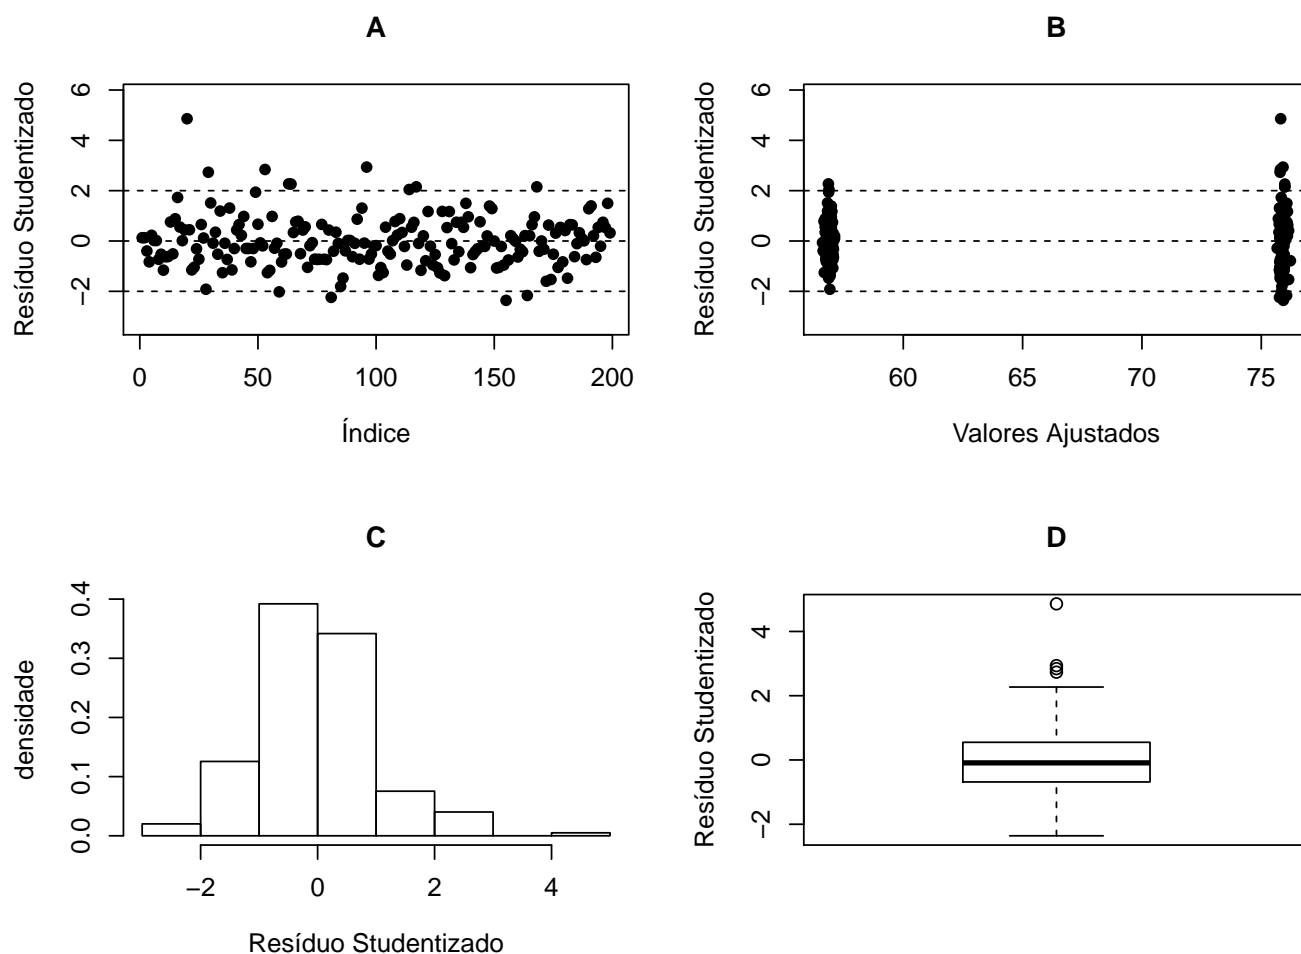 A
Resíduo Studentizado
6
4
2
0
−2
0
50
100
150
200
Índice
B
Resíduo Studentizado
6
4
2
0
−2
60
65
70
75
Valores Ajustados
C
densidade
0.4
0.3
0.2
0.1
0.0
−2
0
2
4
Resíduo Studentizado
D
Resíduo Studentizado
4
2
0
−2